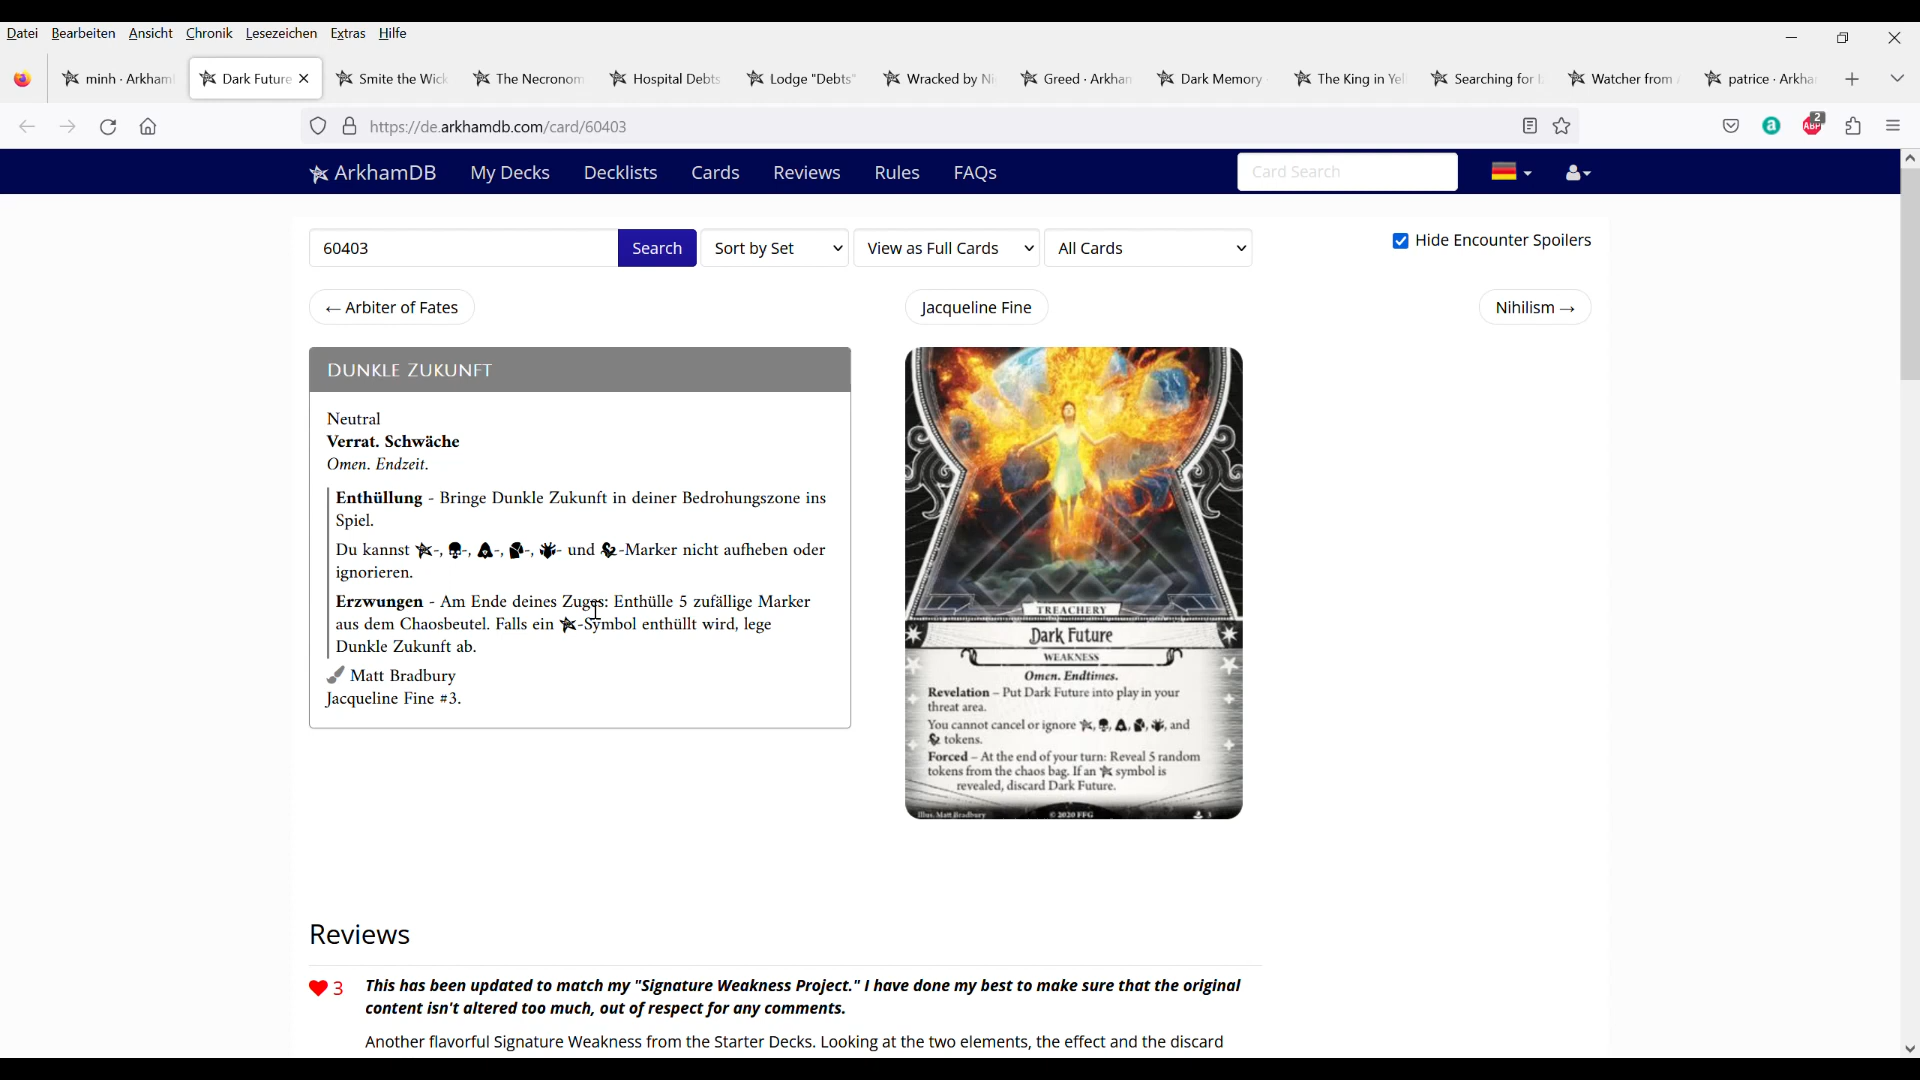 Datei Bearbeiten Ansicht Chronik Lesezeichen Extras Hilfe
minh · Arkham Dark Future Smite the Wick The Necronom Hospital Debts Lodge "Debts" Wracked by Ni Greed · Arkham Dark Memory The King in Yel Searching for Watcher from patrice · Arkha
https://de.arkhamdb.com/card/60403
2
ABP
a
ArkhamDB My Decks Decklists Cards Reviews Rules FAQs Card Search
60403 Search Sort by Set View as Full Cards All Cards Hide Encounter Spoilers
← Arbiter of Fates Jacqueline Fine Nihilism →
DUNKLE ZUKUNFT
Neutral
Verrat. Schwäche
Omen. Endzeit.
Enthüllung - Bringe Dunkle Zukunft in deiner Bedrohungszone ins
Spiel.
Du kannst -, -, -, -, - und -Marker nicht aufheben oder
ignorieren.
Erzwungen - Am Ende deines Zuges: Enthülle 5 zufällige Marker
aus dem Chaosbeutel. Falls ein -Symbol enthüllt wird, lege
Dunkle Zukunft ab.
Matt Bradbury
Jacqueline Fine #3.
TREACHERY
Dark Future
WEAKNESS
Omen. Endtimes.
Revelation – Put Dark Future into play in your
threat area.
You cannot cancel or ignore , , , , , and
tokens.
Forced – At the end of your turn: Reveal 5 random
tokens from the chaos bag. If an symbol is
revealed, discard Dark Future.
Illus. Matt Bradbury © 2020 FFG 3
Reviews
3 This has been updated to match my "Signature Weakness Project." I have done my best to make sure that the original
content isn't altered too much, out of respect for any comments.
Another flavorful Signature Weakness from the Starter Decks. Looking at the two elements, the effect and the discard